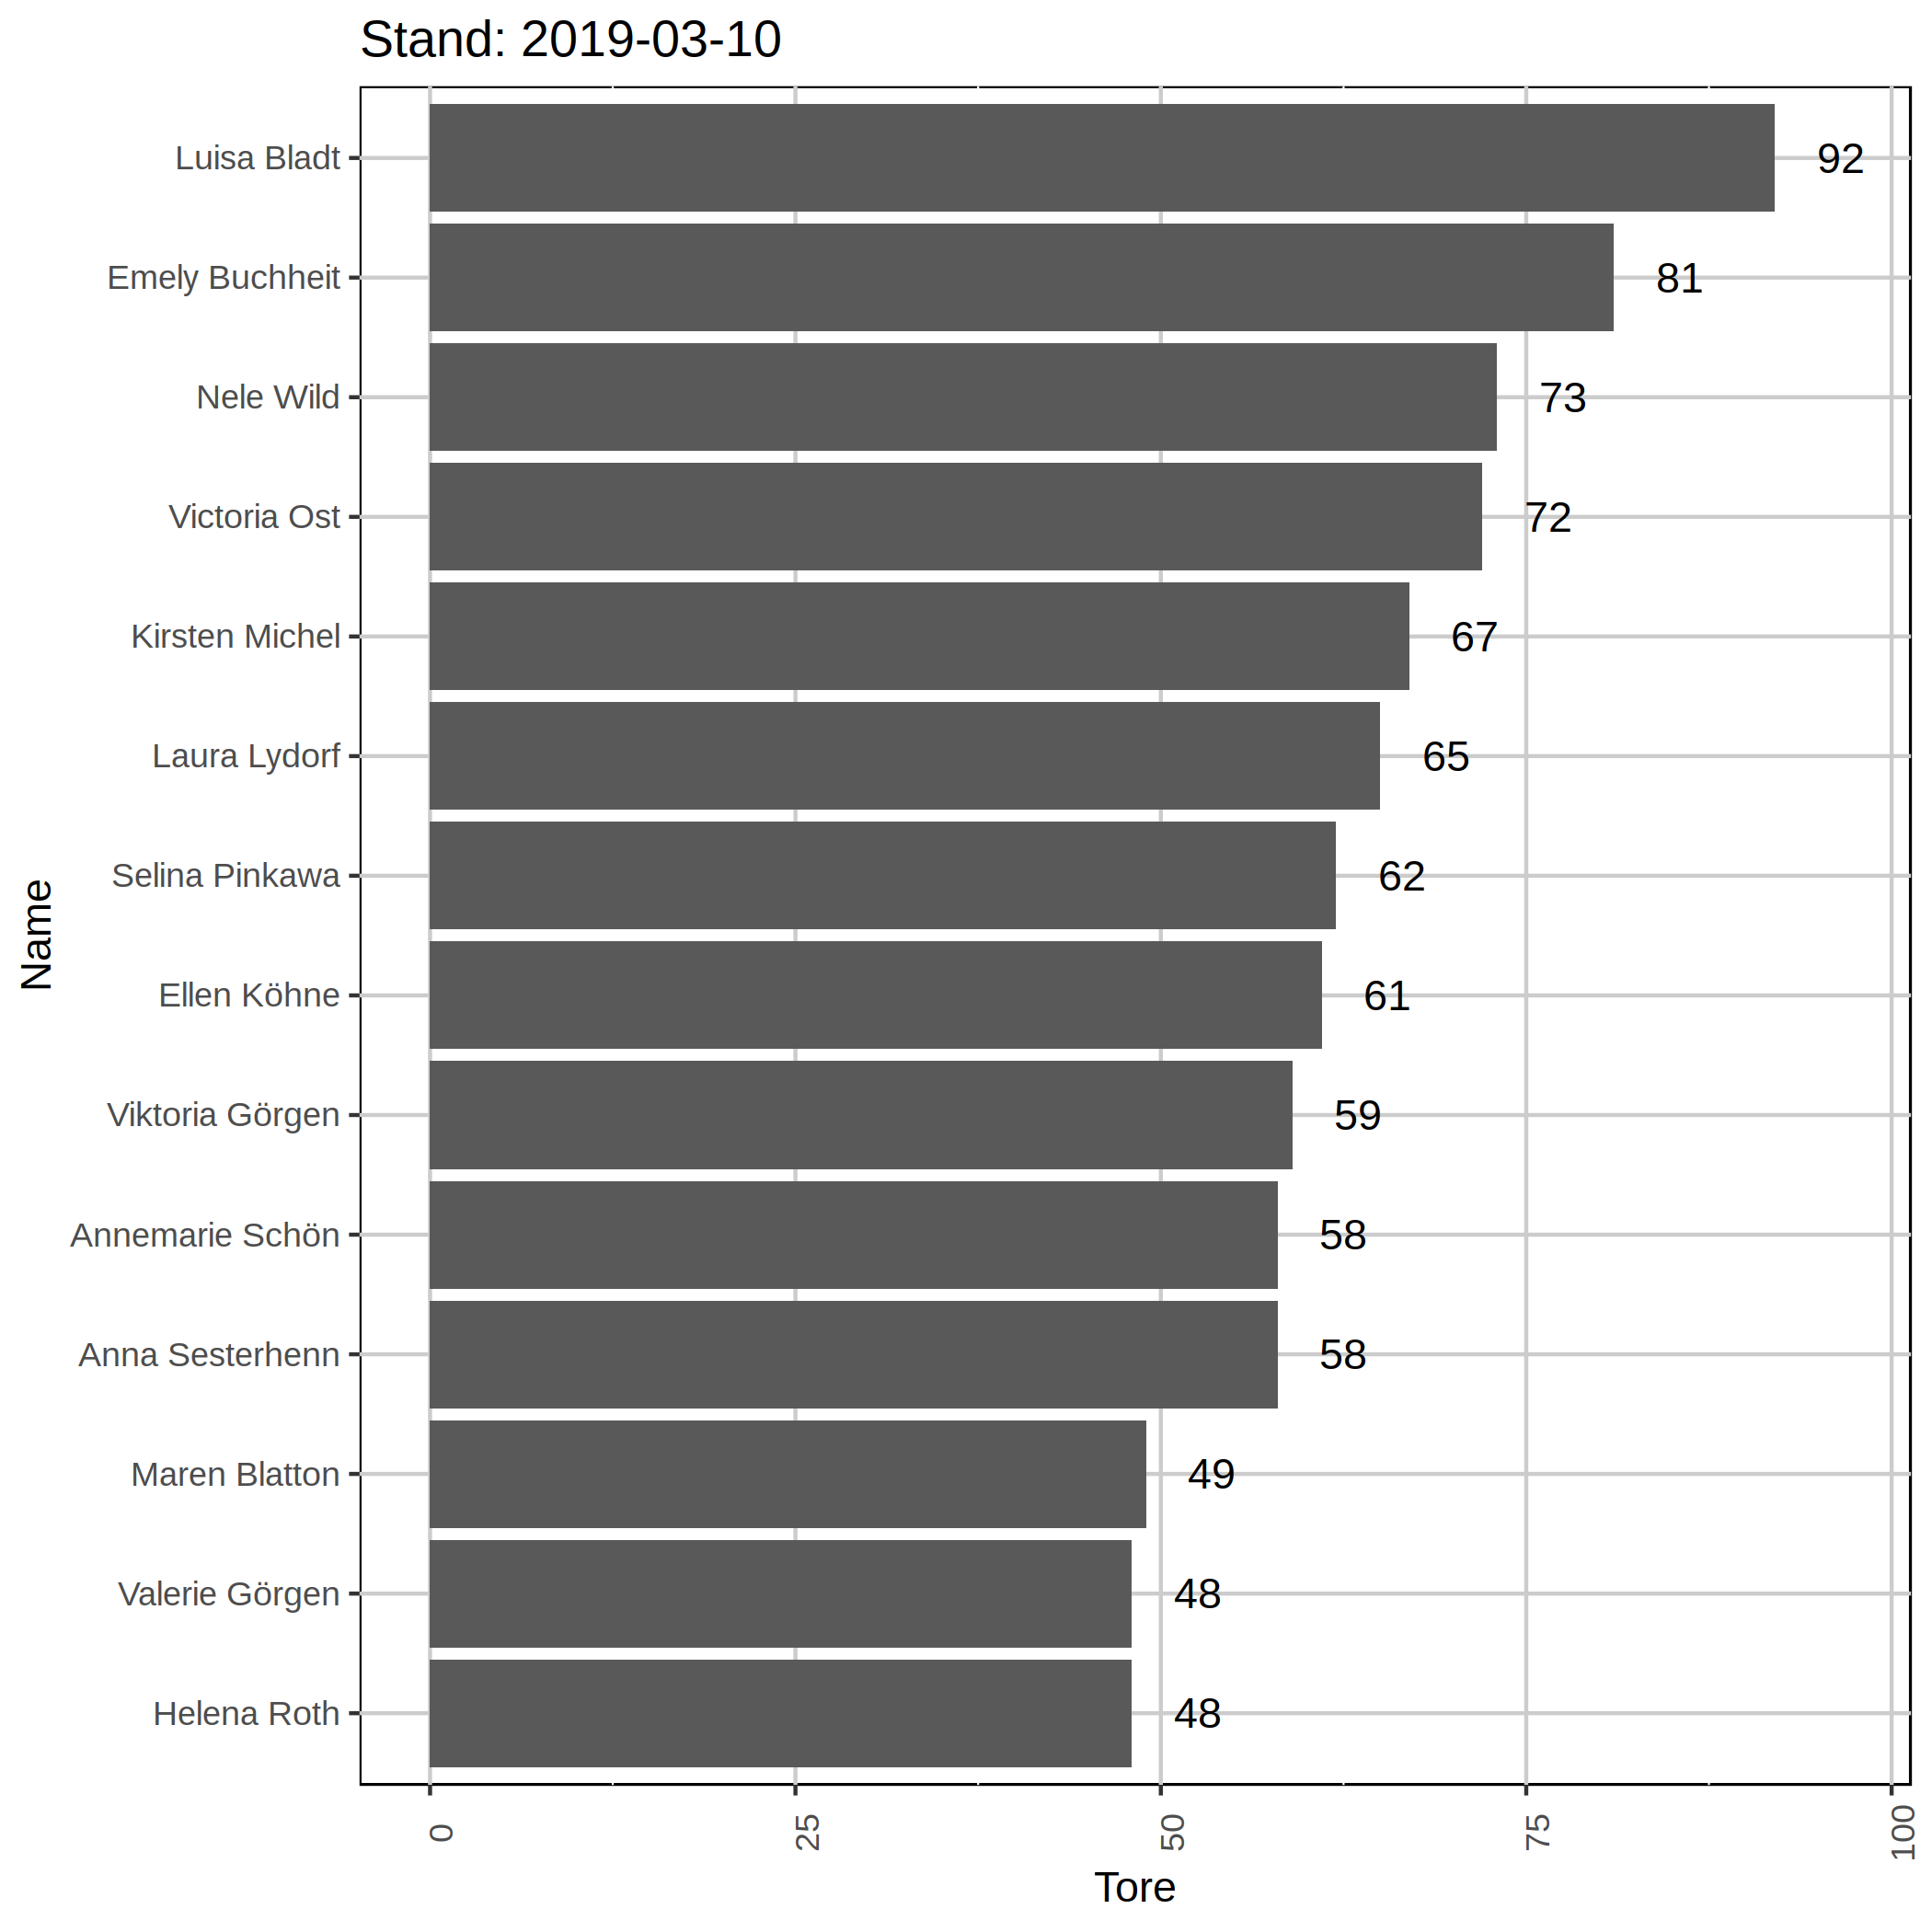 Stand: 2019-03-10
Luisa Bladt 92
Emely Buchheit 81
Nele Wild 73
Victoria Ost 72
Kirsten Michel 67
Laura Lydorf 65
Selina Pinkawa 62
Ellen Köhne 61
Viktoria Görgen 59
Annemarie Schön 58
Anna Sesterhenn 58
Maren Blatton 49
Valerie Görgen 48
Helena Roth 48
Name
0 25 50 75 100
Tore